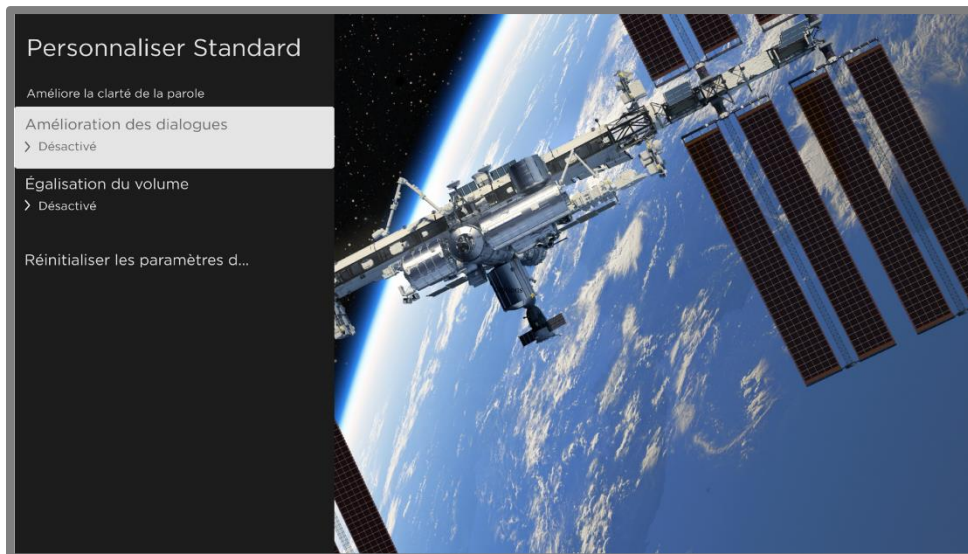 Personnaliser Standard
Améliore la clarté de la parole
Amélioration des dialogues
> Désactivé
Égalisation du volume
> Désactivé
Réinitialiser les paramètres d...